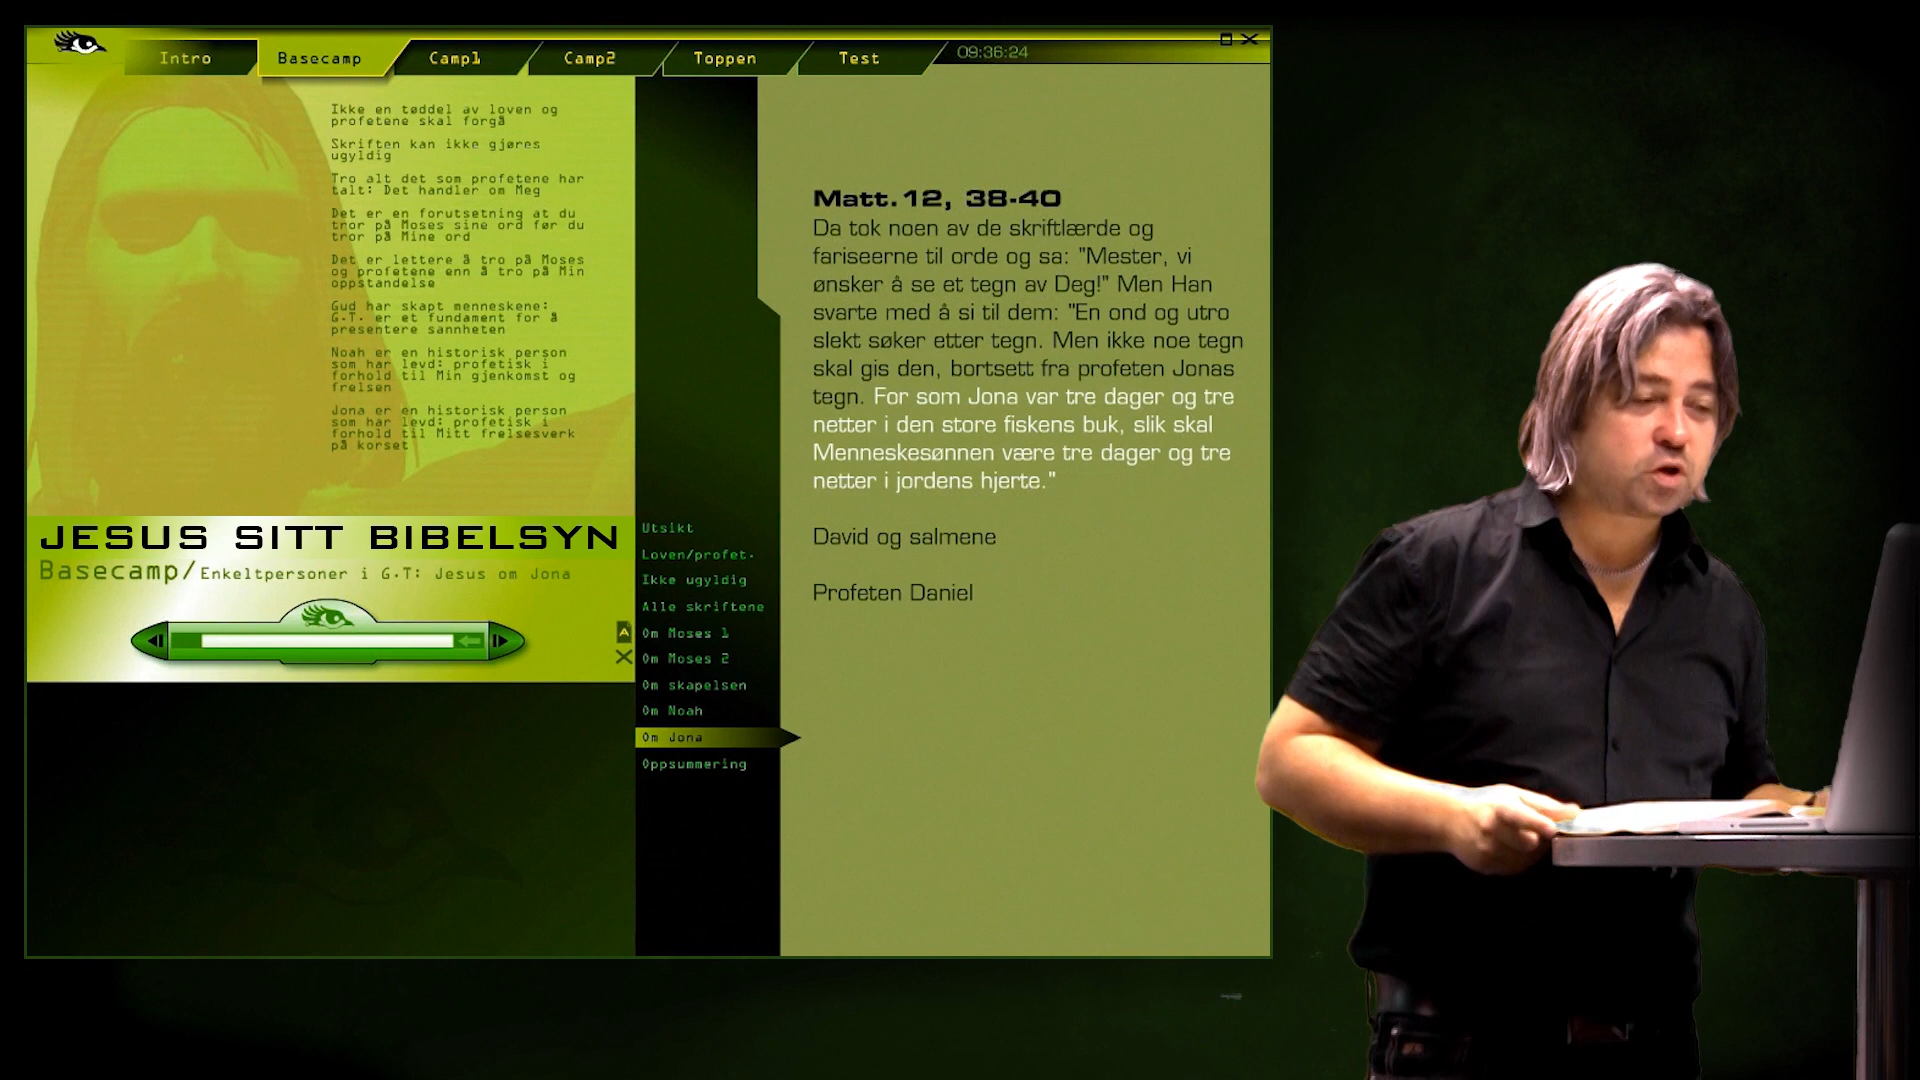 Intro
Basecamp
Camp1
Camp2
Toppen
Test
09:36:24
Ikke en tøddel av loven og
profetene skal forgå
Skriften kan ikke gjøres
ugyldig
Tro alt det som profetene har
talt: Det handler om Meg
Det er en forutsetning at du
tror på Moses sine ord før du
tror på Mine ord
Det er lettere å tro på Moses
og profetene enn å tro på Min
oppstandelse
Gud har skapt menneskene:
G.T. er et fundament for å
presentere sannheten
Noah er en historisk person
som har levd: profetisk i
forhold til Min gjenkomst og
frelsen
Jona er en historisk person
som har levd: profetisk i
forhold til Mitt frelsesverk
på korset
JESUS SITT BIBELSYN
Basecamp/Enkeltpersoner i G.T: Jesus om Jona
A
Utsikt
Loven/profet.
Ikke ugyldig
Alle skriftene
Om Moses 1
Om Moses 2
Om skapelsen
Om Noah
Om Jona
Oppsummering
Matt.12, 38-40
Da tok noen av de skriftlærde og
fariseerne til orde og sa: "Mester, vi
ønsker å se et tegn av Deg!" Men Han
svarte med å si til dem: "En ond og utro
slekt søker etter tegn. Men ikke noe tegn
skal gis den, bortsett fra profeten Jonas
tegn. For som Jona var tre dager og tre
netter i den store fiskens buk, slik skal
Menneskesønnen være tre dager og tre
netter i jordens hjerte."
David og salmene
Profeten Daniel